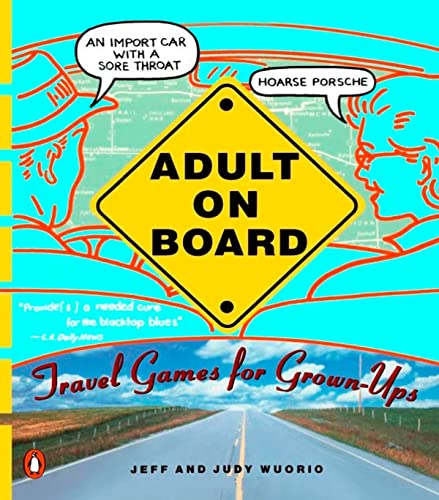 AN IMPORT CAR
WITH A
SORE THROAT
HOARSE PORSCHE
ADULT
ON
BOARD
"Provide[s] a needed cure
for the blacktop blues"
—L.A. Daily News
Travel Games for Grown-Ups
JEFF AND JUDY WUORIO